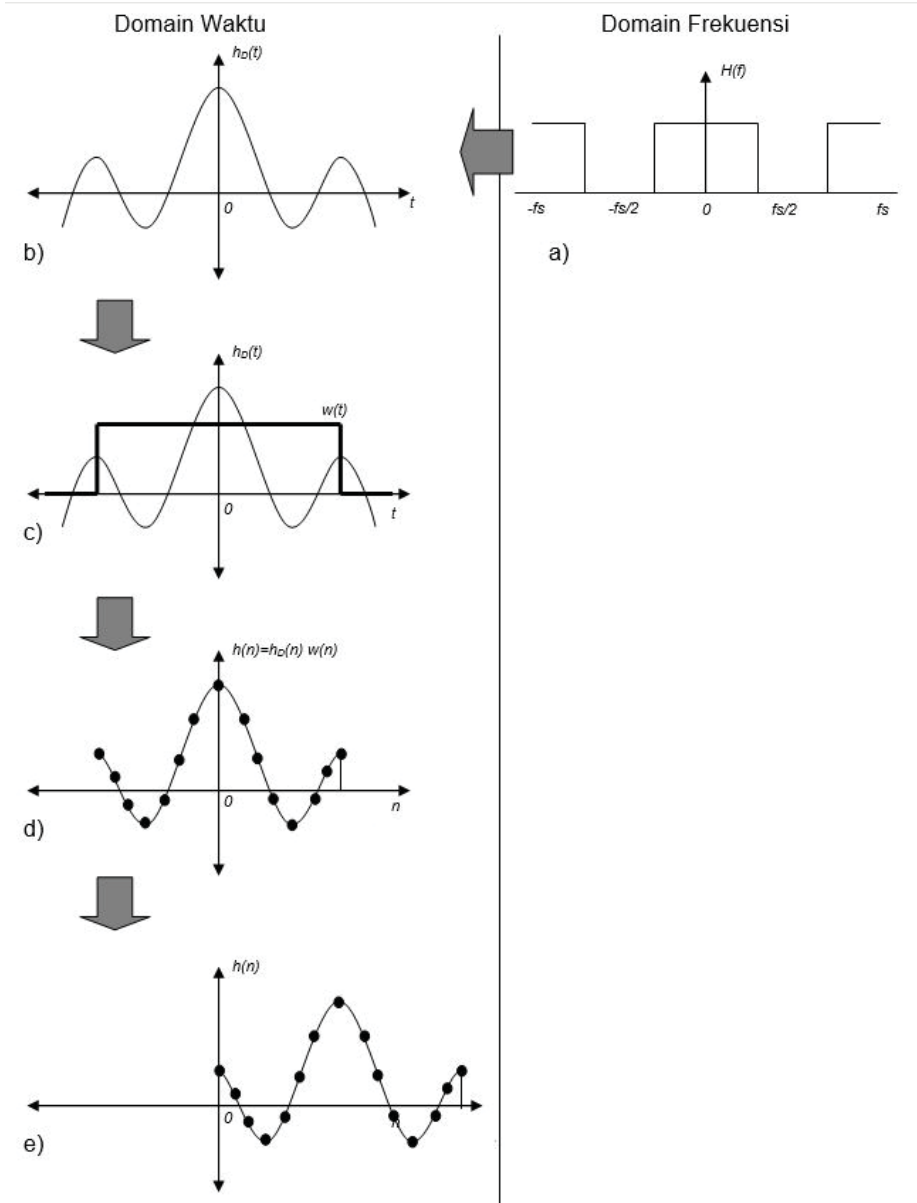 Domain Waktu
Domain Frekuensi
hD(t)
0
t
b)
H(f)
-fs
-fs/2
0
fs/2
fs
a)
hD(t)
w(t)
0
t
c)
h(n)=hD(n) w(n)
0
n
d)
h(n)
0
n
e)